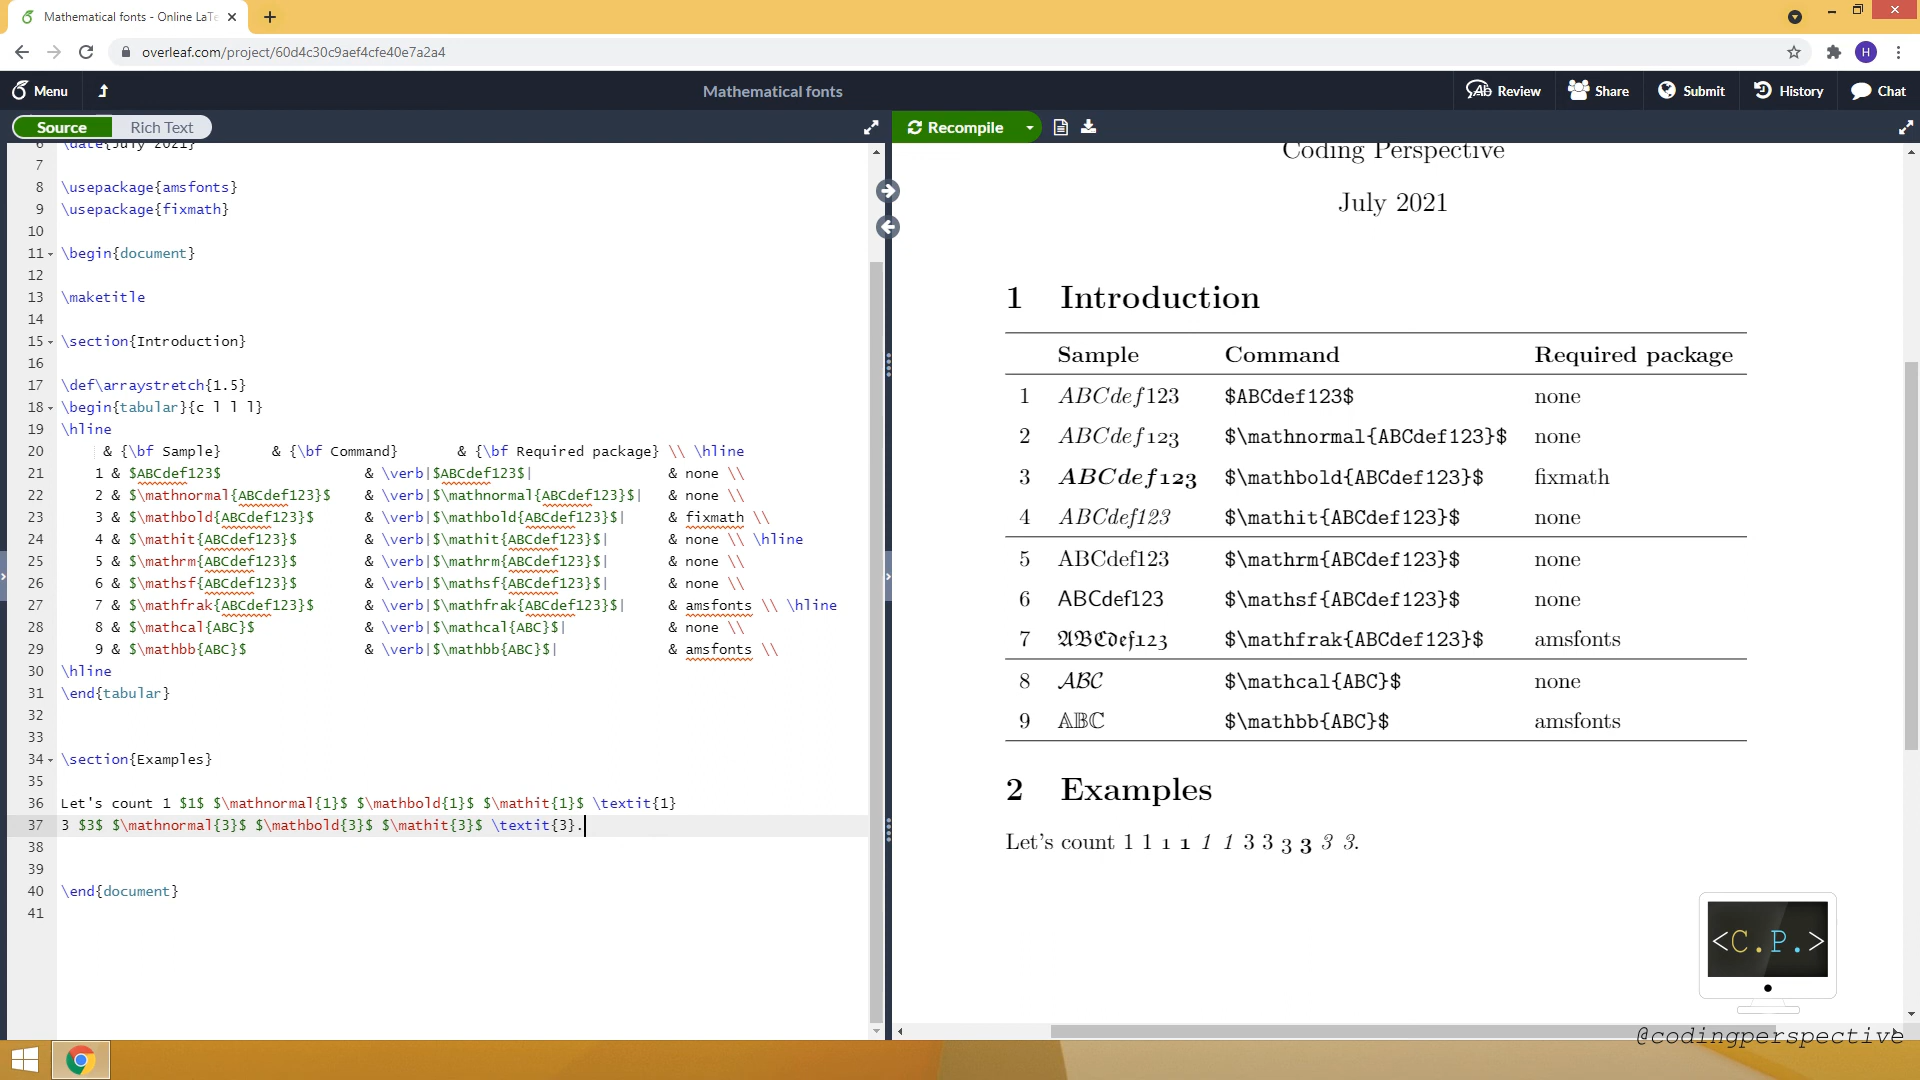 Mathematical fonts - Online LaTe
overleaf.com/project/60d4c30c9aef4cfe40e7a2a4
H
Menu
Mathematical fonts
Review
Share
Submit
History
Chat
Source
Rich Text
Recompile
6 \date{July 2021}
7
8 \usepackage{amsfonts}
9 \usepackage{fixmath}
10
11 \begin{document}
12
13 \maketitle
14
15 \section{Introduction}
16
17 \def\arraystretch{1.5}
18 \begin{tabular}{c l l l}
19 \hline
20 & {\bf Sample} & {\bf Command} & {\bf Required package} \\ \hline
21 1 & $ABCdef123$ & \verb|$ABCdef123$| & none \\
22 2 & $\mathnormal{ABCdef123}$ & \verb|$\mathnormal{ABCdef123}$| & none \\
23 3 & $\mathbold{ABCdef123}$ & \verb|$\mathbold{ABCdef123}$| & fixmath \\
24 4 & $\mathit{ABCdef123}$ & \verb|$\mathit{ABCdef123}$| & none \\ \hline
25 5 & $\mathrm{ABCdef123}$ & \verb|$\mathrm{ABCdef123}$| & none \\
26 6 & $\mathsf{ABCdef123}$ & \verb|$\mathsf{ABCdef123}$| & none \\
27 7 & $\mathfrak{ABCdef123}$ & \verb|$\mathfrak{ABCdef123}$| & amsfonts \\ \hline
28 8 & $\mathcal{ABC}$ & \verb|$\mathcal{ABC}$| & none \\
29 9 & $\mathbb{ABC}$ & \verb|$\mathbb{ABC}$| & amsfonts \\
30 \hline
31 \end{tabular}
32
33
34 \section{Examples}
35
36 Let's count 1 $1$ $\mathnormal{1}$ $\mathbold{1}$ $\mathit{1}$ \textit{1}
37 3 $3$ $\mathnormal{3}$ $\mathbold{3}$ $\mathit{3}$ \textit{3}.
38
39
40 \end{document}
41
Coding Perspective
July 2021
1 Introduction
Sample Command Required package
1 ABCdef123 $ABCdef123$ none
2 ABCdef123 $\mathnormal{ABCdef123}$ none
3 ABCdef123 $\mathbold{ABCdef123}$ fixmath
4 ABCdef123 $\mathit{ABCdef123}$ none
5 ABCdef123 $\mathrm{ABCdef123}$ none
6 ABCdef123 $\mathsf{ABCdef123}$ none
7 𝔄𝔅ℭ𝔡𝔢𝔣123 $\mathfrak{ABCdef123}$ amsfonts
8 𝒜ℬ𝒞 $\mathcal{ABC}$ none
9 𝔸𝔹ℂ $\mathbb{ABC}$ amsfonts
2 Examples
Let's count 1 1 1 1 1 1 3 3 3 3 3 3.
<C.P.>
@codingperspective